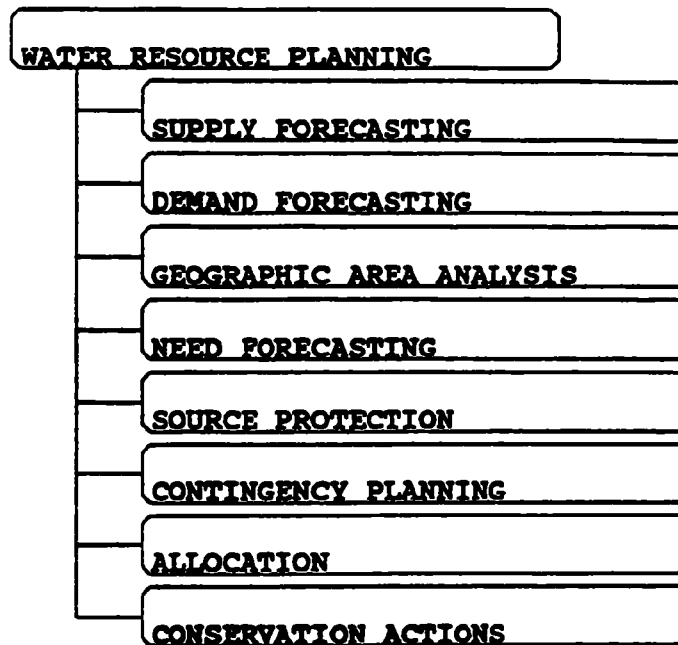 WATER RESOURCE PLANNING
SUPPLY FORECASTING
DEMAND FORECASTING
GEOGRAPHIC AREA ANALYSIS
NEED FORECASTING
SOURCE PROTECTION
CONTINGENCY PLANNING
ALLOCATION
CONSERVATION ACTIONS